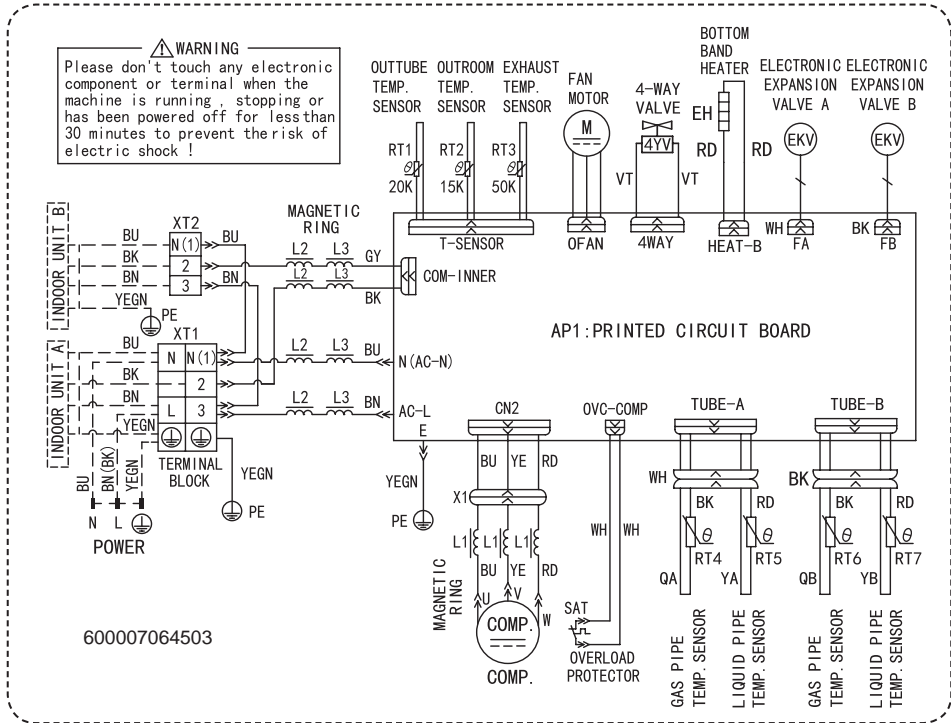 WARNING
Please don't touch any electronic
component or terminal when the
machine is running , stopping or
has been powered off for less than
30 minutes to prevent the risk of
electric shock !
OUTTUBE
TEMP.
SENSOR
OUTROOM
TEMP.
SENSOR
EXHAUST
TEMP.
SENSOR
FAN
MOTOR
4-WAY
VALVE
BOTTOM
BAND
HEATER
ELECTRONIC
EXPANSION
VALVE A
ELECTRONIC
EXPANSION
VALVE B
RT1
θ
20K
RT2
θ
15K
RT3
θ
50K
M
4YV
VT
VT
EH
RD
RD
EKV
EKV
T-SENSOR
OFAN
4WAY
HEAT-B
WH
FA
BK
FB
INDOOR UNIT B
BU
BK
BN
YEGN
PE
XT2
N(1)
2
3
BU
BN
MAGNETIC
RING
L2
L3
GY
L2
L3
BK
COM-INNER
AP1:PRINTED CIRCUIT BOARD
INDOOR UNIT A
BU
BK
BN
YEGN
XT1
N
N(1)
2
L
3
TERMINAL
BLOCK
YEGN
PE
L2
L3
BU
N(AC-N)
L2
L3
BN
AC-L
E
YEGN
PE
BU
BN(BK)
YEGN
N
L
POWER
CN2
BU
YE
RD
X1
L1
L1
L1
BU
YE
RD
MAGNETIC
RING
U
V
W
COMP.
COMP.
OVC-COMP
WH
WH
SAT
OVERLOAD
PROTECTOR
TUBE-A
WH
BK
RD
θ
RT4
θ
RT5
QA
YA
GAS PIPE
TEMP. SENSOR
LIQUID PIPE
TEMP. SENSOR
TUBE-B
BK
BK
RD
θ
RT6
θ
RT7
QB
YB
GAS PIPE
TEMP. SENSOR
LIQUID PIPE
TEMP. SENSOR
600007064503